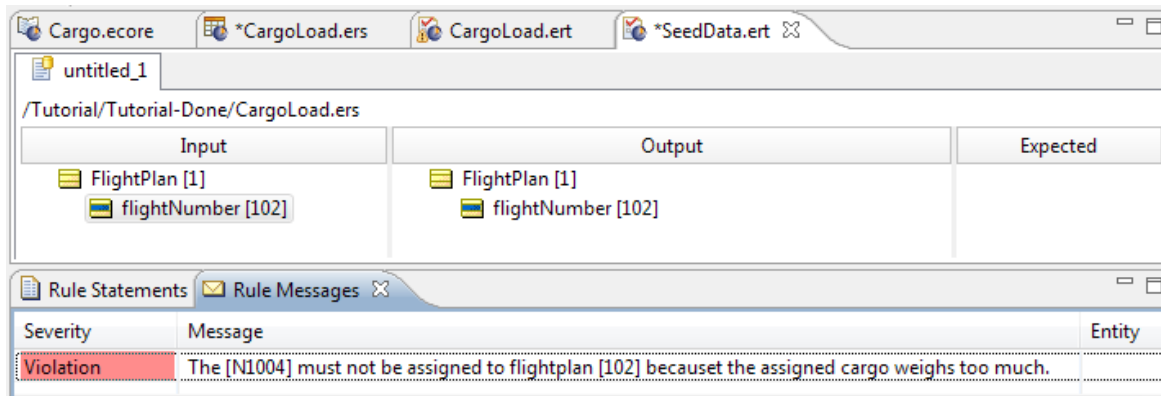 Cargo.ecore *CargoLoad.ers CargoLoad.ert *SeedData.ert
untitled_1
/Tutorial/Tutorial-Done/CargoLoad.ers
Input Output Expected
FlightPlan [1] FlightPlan [1]
flightNumber [102] flightNumber [102]
Rule Statements Rule Messages
Severity Message Entity
Violation The [N1004] must not be assigned to flightplan [102] becauset the assigned cargo weighs too much.